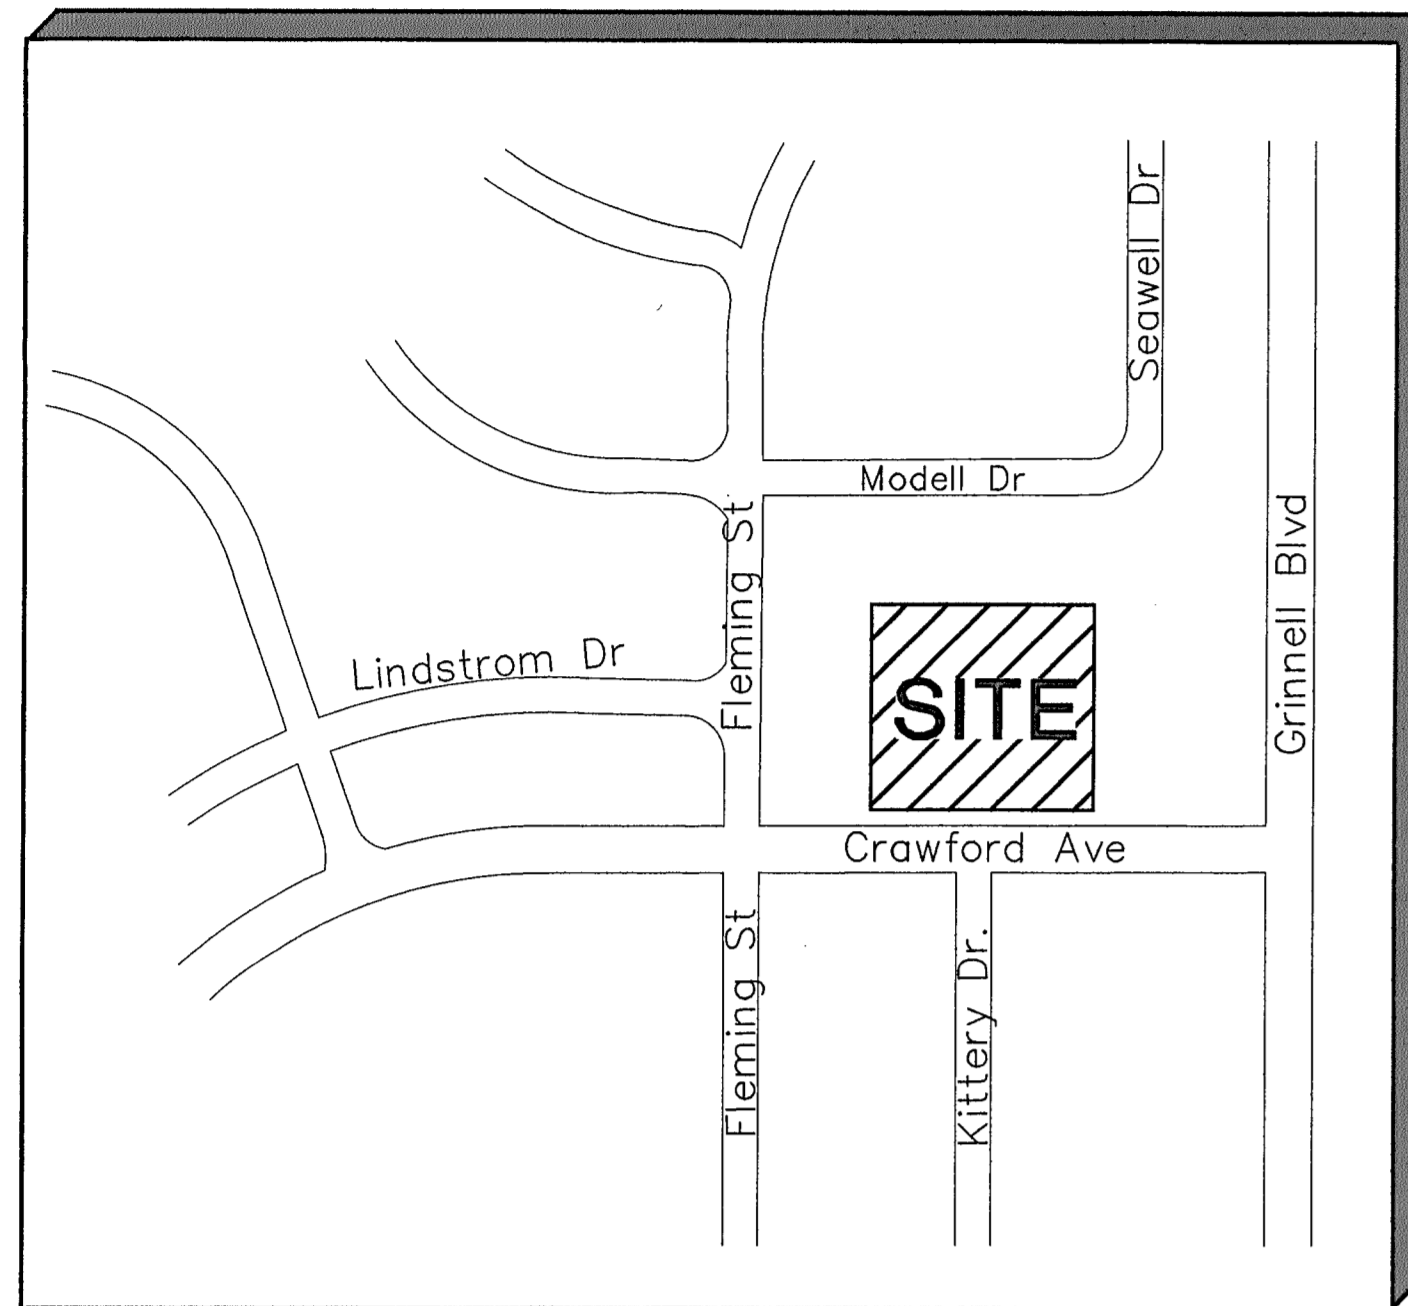 Seawell Dr
Modell Dr
Grinnell Blvd
Fleming St
Lindstrom Dr
SITE
Crawford Ave
Fleming St
Kittery Dr.